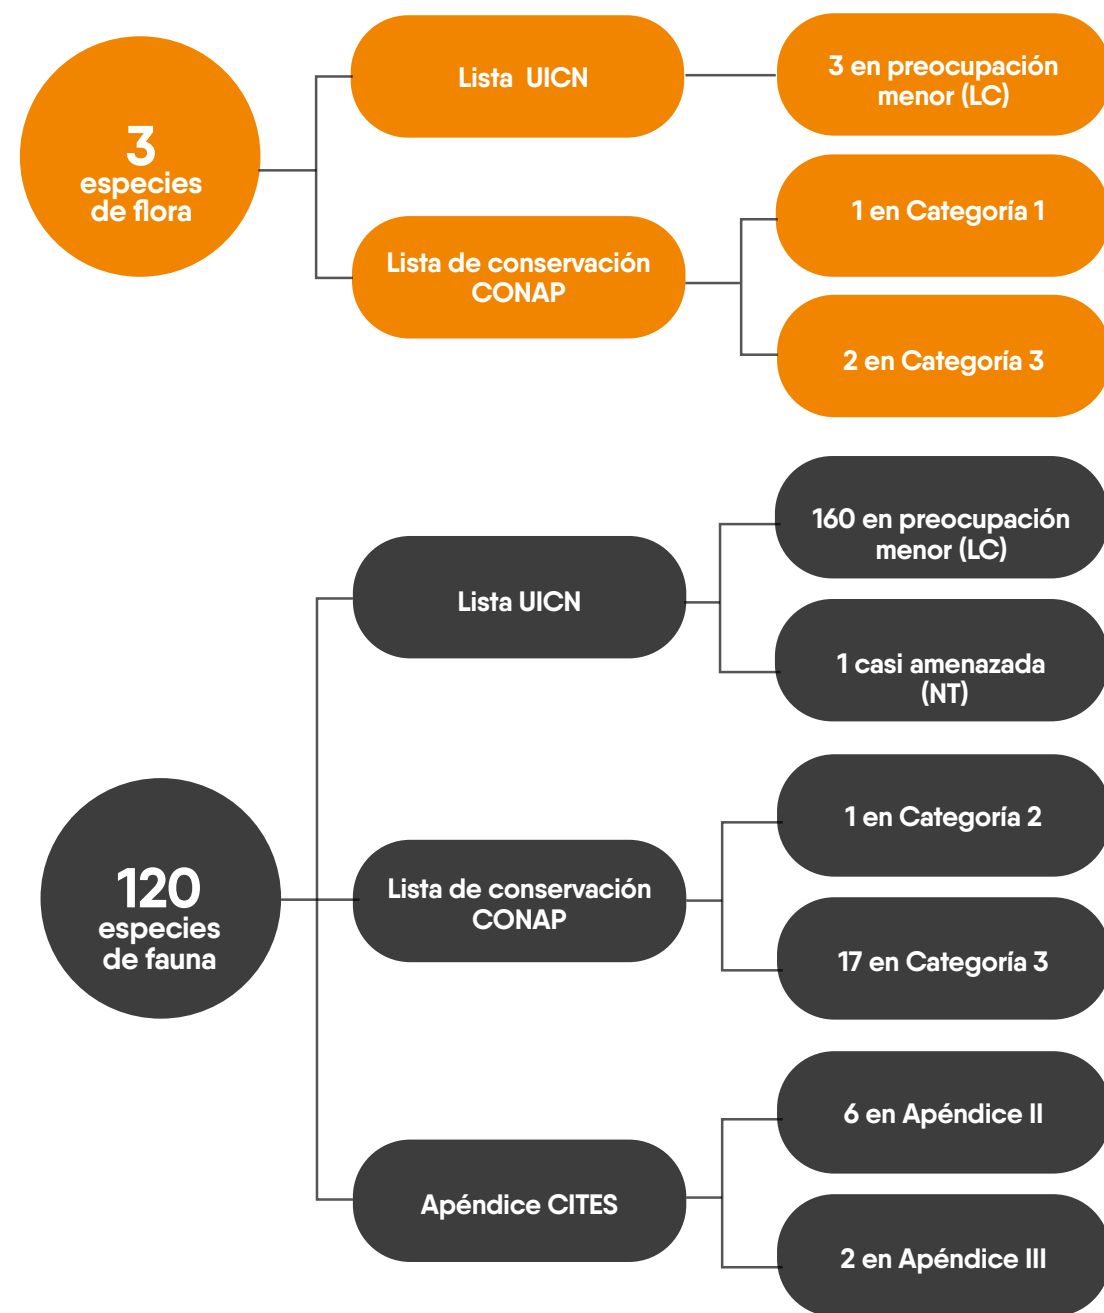 3
especies
de flora
Lista UICN
3 en preocupación
menor (LC)
Lista de conservación
CONAP
1 en Categoría 1
2 en Categoría 3
120
especies
de fauna
Lista UICN
160 en preocupación
menor (LC)
1 casi amenazada
(NT)
Lista de conservación
CONAP
1 en Categoría 2
17 en Categoría 3
Apéndice CITES
6 en Apéndice II
2 en Apéndice III